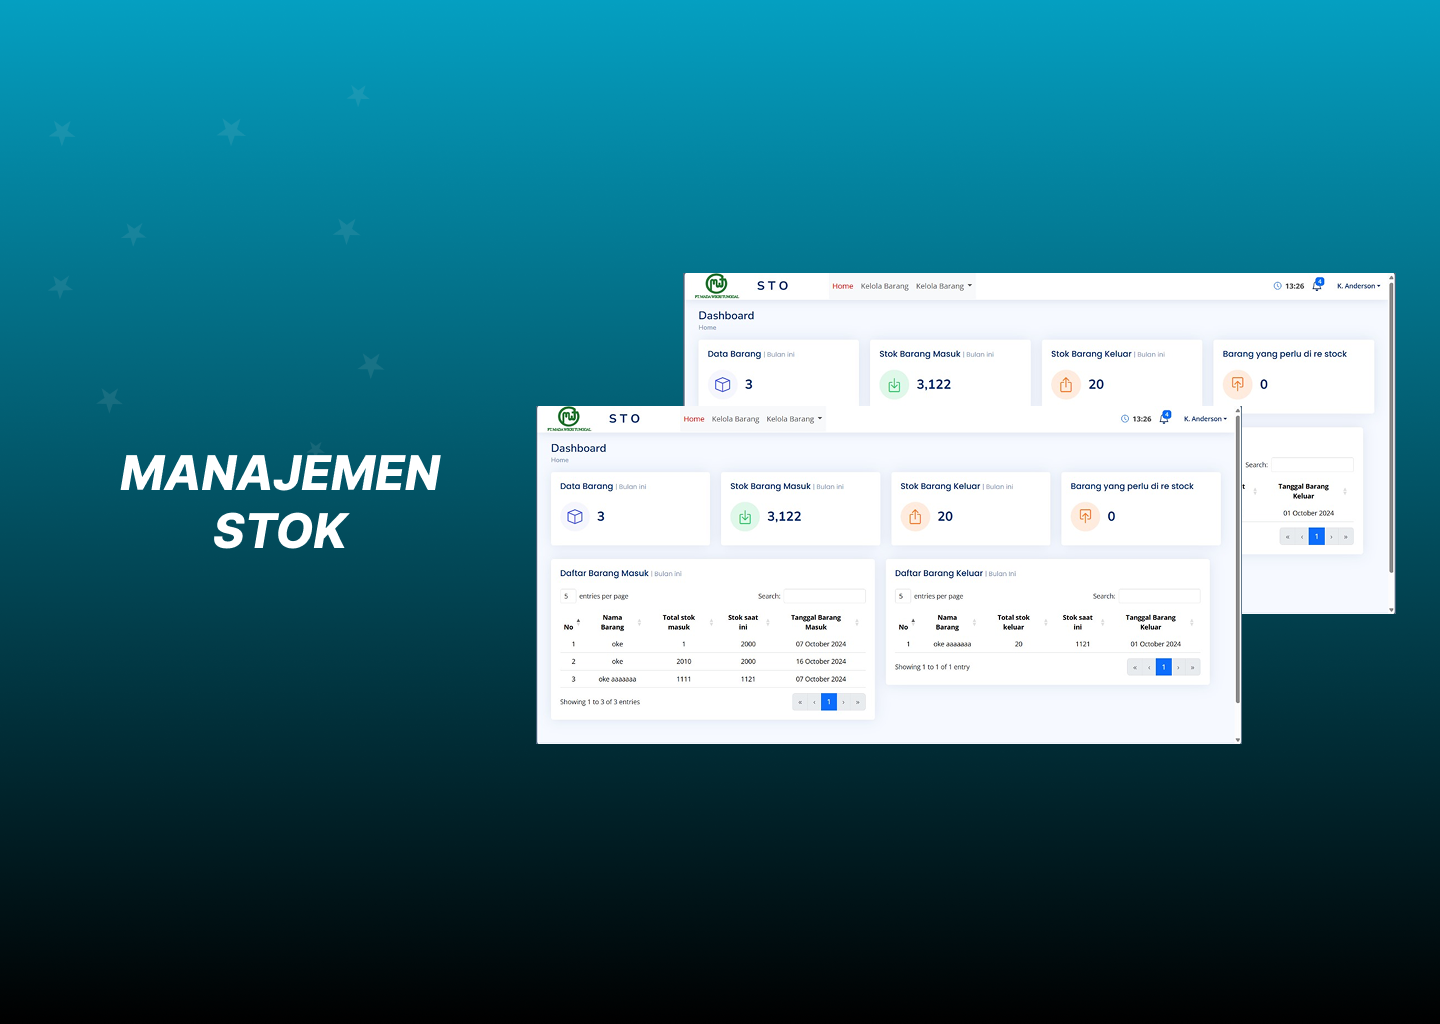 MANAJEMEN
STOK
PT. MADA WIKRI TUNGGAL
STO
Home Kelola Barang Kelola Barang
13:26 4 K. Anderson
Dashboard
Home
Data Barang | Bulan ini
3
Stok Barang Masuk | Bulan ini
3,122
Stok Barang Keluar | Bulan ini
20
Barang yang perlu di re stock
0
Search:
t Tanggal Barang
Keluar
01 October 2024
« ‹ 1 › »
PT. MADA WIKRI TUNGGAL
STO
Home Kelola Barang Kelola Barang
13:26 4 K. Anderson
Dashboard
Home
Data Barang | Bulan ini
3
Stok Barang Masuk | Bulan ini
3,122
Stok Barang Keluar | Bulan ini
20
Barang yang perlu di re stock
0
Daftar Barang Masuk | Bulan ini
5 entries per page Search:
No Nama Barang Total stok masuk Stok saat ini Tanggal Barang Masuk
1 oke 1 2000 07 October 2024
2 oke 2010 2000 16 October 2024
3 oke aaaaaaa 1111 1121 07 October 2024
Showing 1 to 3 of 3 entries « ‹ 1 › »
Daftar Barang Keluar | Bulan ini
5 entries per page Search:
No Nama Barang Total stok keluar Stok saat ini Tanggal Barang Keluar
1 oke aaaaaaa 20 1121 01 October 2024
Showing 1 to 1 of 1 entry « ‹ 1 › »